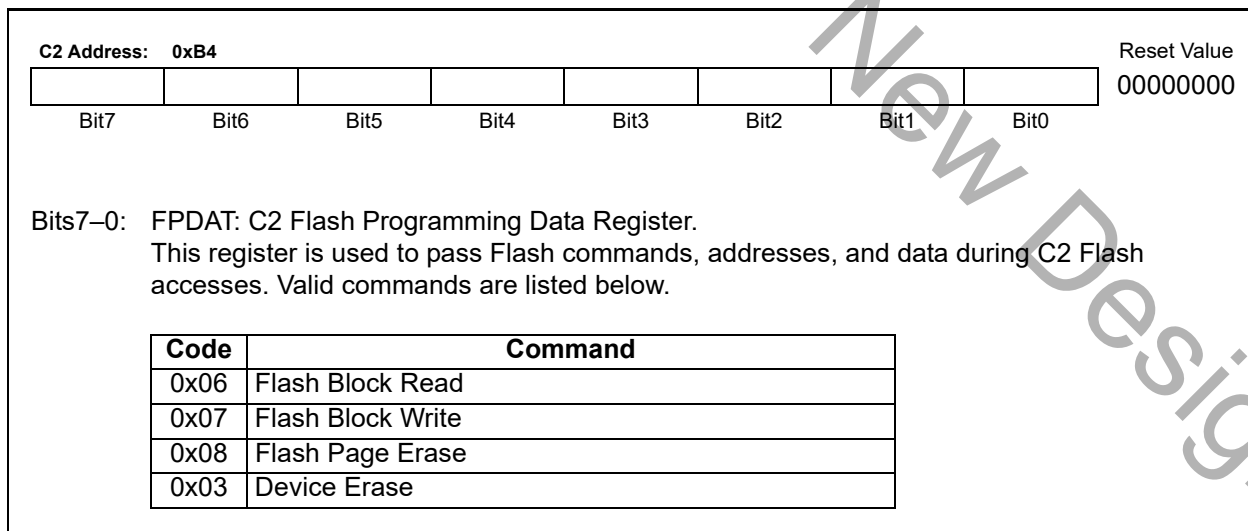 C2 Address: 0xB4 Reset Value
00000000
Bit7 Bit6 Bit5 Bit4 Bit3 Bit2 Bit1 Bit0
Bits7–0: FPDAT: C2 Flash Programming Data Register.
This register is used to pass Flash commands, addresses, and data during C2 Flash
accesses. Valid commands are listed below.
Code Command
0x06 Flash Block Read
0x07 Flash Block Write
0x08 Flash Page Erase
0x03 Device Erase
New